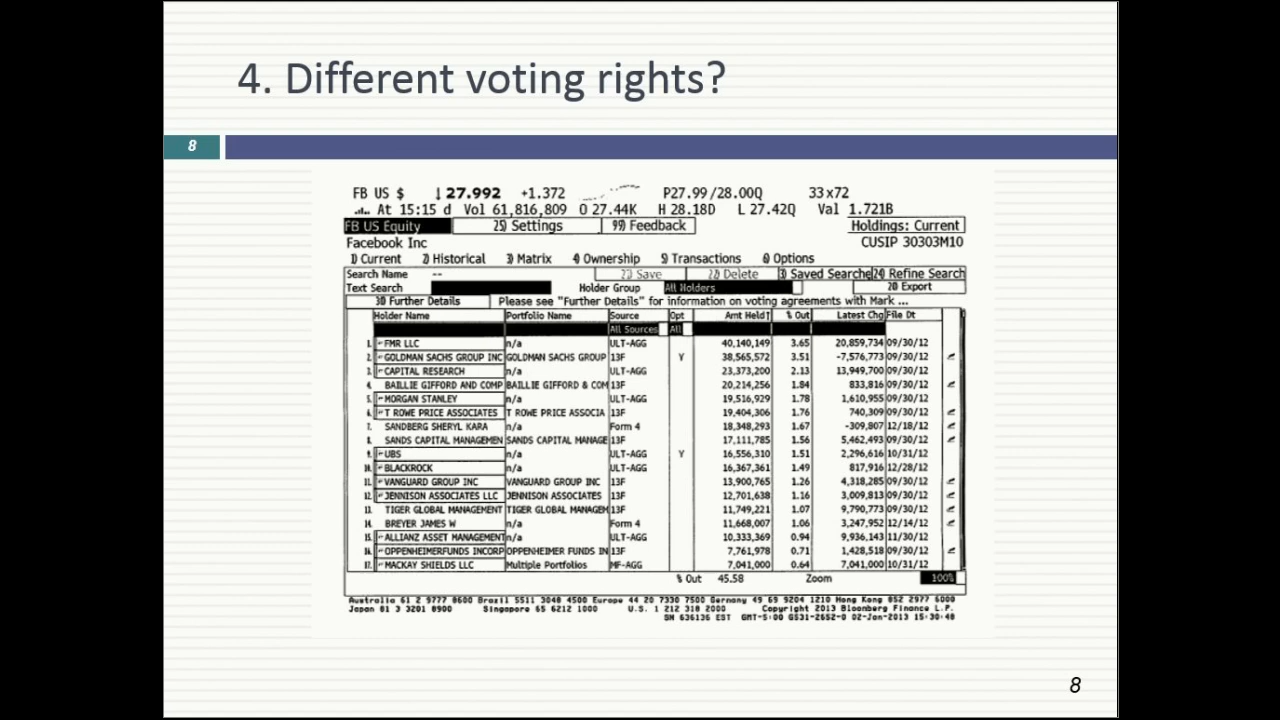 4. Different voting rights?
8
FB US $ ↓27.992 +1.372 P27.99/28.00Q 33x72
At 15:15 d Vol 61,816,809 O 27.44K H 28.18D L 27.42Q Val 1.721B
FB US Equity 25) Settings 99) Feedback Holdings: Current
Facebook Inc CUSIP 30303M10
1) Current 2) Historical 3) Matrix 4) Ownership 5) Transactions 6) Options
Search Name -- 21) Save 22) Delete 23) Saved Searches 24) Refine Search
Text Search Holder Group All Holders 20) Export
30) Further Details Please see "Further Details" for information on voting agreements with Mark ...
Holder Name Portfolio Name Source Opt Amt Held↑ % Out Latest Chg File Dt
All Sources All
1. FMR LLC n/a ULT-AGG 40,140,149 3.65 20,859,734 09/30/12
2. GOLDMAN SACHS GROUP INC GOLDMAN SACHS GROUP 13F Y 38,565,572 3.51 -7,576,773 09/30/12
3. CAPITAL RESEARCH n/a ULT-AGG 23,373,200 2.13 13,949,700 09/30/12
4. BAILLIE GIFFORD AND COMP BAILLIE GIFFORD & COM 13F 20,214,256 1.84 833,816 09/30/12
5. MORGAN STANLEY n/a ULT-AGG 19,516,929 1.78 1,610,955 09/30/12
6. T ROWE PRICE ASSOCIATES T ROWE PRICE ASSOCIA 13F 19,404,306 1.76 740,309 09/30/12
7. SANDBERG SHERYL KARA n/a Form 4 18,348,293 1.67 -309,807 12/18/12
8. SANDS CAPITAL MANAGEMEN SANDS CAPITAL MANAGE 13F 17,111,785 1.56 5,462,493 09/30/12
9. UBS n/a ULT-AGG Y 16,556,310 1.51 2,296,616 10/31/12
10. BLACKROCK n/a ULT-AGG 16,367,361 1.49 817,916 12/28/12
11. VANGUARD GROUP INC VANGUARD GROUP INC 13F 13,900,765 1.26 4,318,285 09/30/12
12. JENNISON ASSOCIATES LLC JENNISON ASSOCIATES 13F 12,701,638 1.16 3,009,813 09/30/12
13. TIGER GLOBAL MANAGEMENT TIGER GLOBAL MANAGEM 13F 11,749,221 1.07 9,790,773 09/30/12
14. BREYER JAMES W n/a Form 4 11,668,007 1.06 3,247,952 12/14/12
15. ALLIANZ ASSET MANAGEMENT n/a ULT-AGG 10,333,369 0.94 9,936,143 11/30/12
16. OPPENHEIMERFUNDS INCORP OPPENHEIMER FUNDS IN 13F 7,761,978 0.71 1,428,518 09/30/12
17. MACKAY SHIELDS LLC Multiple Portfolios MF-AGG 7,041,000 0.64 7,041,000 10/31/12
% Out 45.58 Zoom 100%
Australia 61 2 9777 8600 Brazil 5511 3048 4500 Europe 44 20 7330 7500 Germany 49 69 9204 1210 Hong Kong 852 2977 6000
Japan 81 3 3201 8900 Singapore 65 6212 1000 U.S. 1 212 318 2000 Copyright 2013 Bloomberg Finance L.P.
SN 636136 EST GMT-5:00 G531-2652-0 02-Jan-2013 15:30:48
8